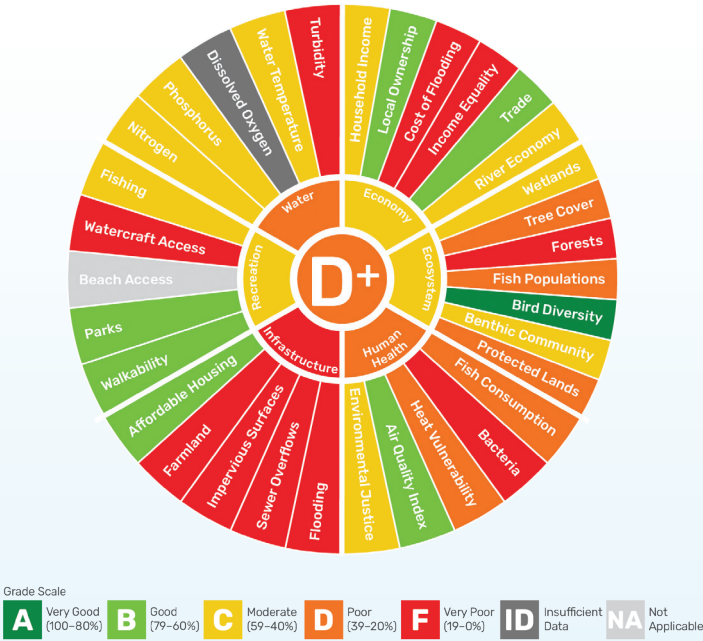 Household Income
Local Ownership
Cost of Flooding
Income Equality
Trade
River Economy
Wetlands
Tree Cover
Forests
Fish Populations
Bird Diversity
Benthic Community
Protected Lands
Fish Consumption
Bacteria
Heat Vulnerability
Air Quality Index
Environmental Justice
Flooding
Sewer Overflows
Impervious Surfaces
Farmland
Affordable Housing
Walkability
Parks
Beach Access
Watercraft Access
Fishing
Nitrogen
Phosphorus
Dissolved Oxygen
Water Temperature
Turbidity
Water
Economy
Ecosystem
Human
Health
Infrastructure
Recreation
D+
Grade Scale
A Very Good
(100–80%)
B Good
(79–60%)
C Moderate
(59–40%)
D Poor
(39–20%)
F Very Poor
(19–0%)
ID Insufficient
Data
NA Not
Applicable